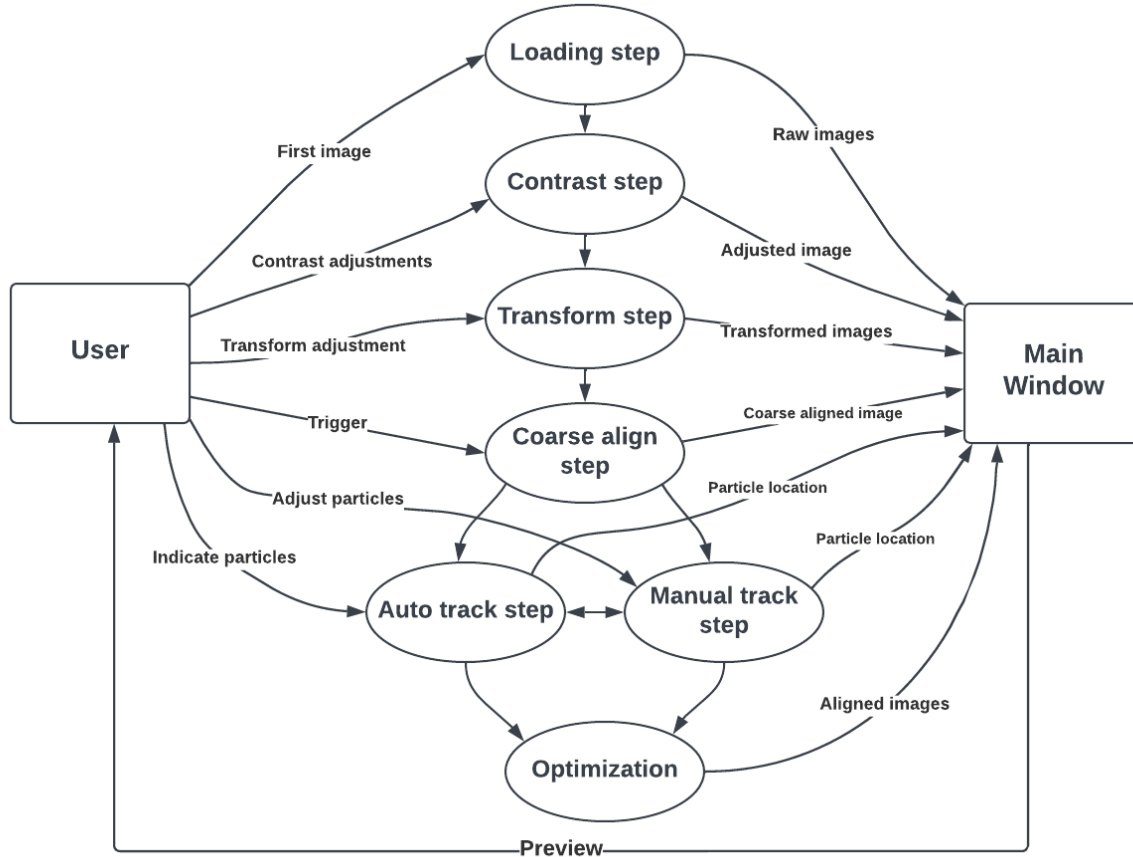 Loading step
Raw images
First image
Contrast step
Contrast adjustments
Adjusted image
Transform step
Transform adjustment
Transformed images
User
Main
Window
Trigger
Coarse align
step
Coarse aligned image
Adjust particles
Particle location
Indicate particles
Particle location
Auto track step
Manual track
step
Aligned images
Optimization
Preview